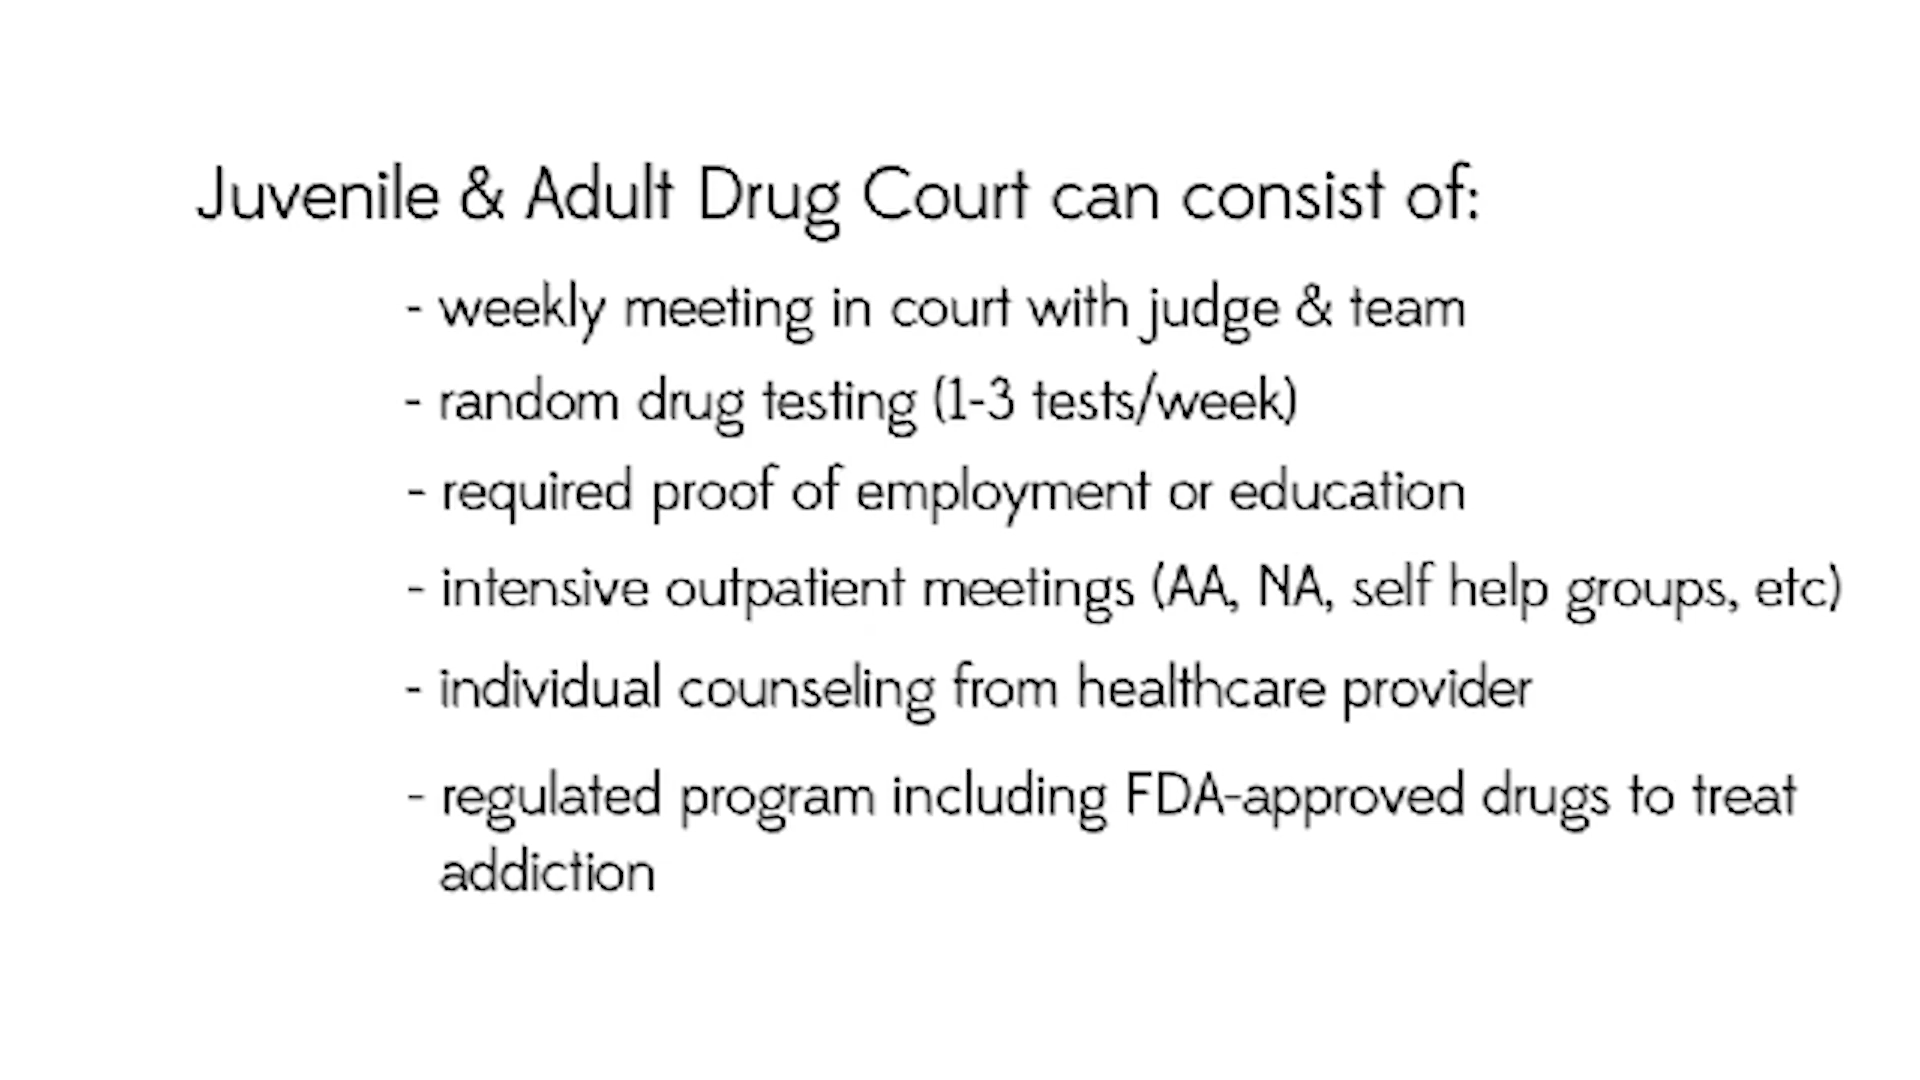 Juvenile & Adult Drug Court can consist of:
- weekly meeting in court with judge & team
- random drug testing (1-3 tests/week)
- required proof of employment or education
- intensive outpatient meetings (AA, NA, self help groups, etc)
- individual counseling from healthcare provider
- regulated program including FDA-approved drugs to treat
addiction